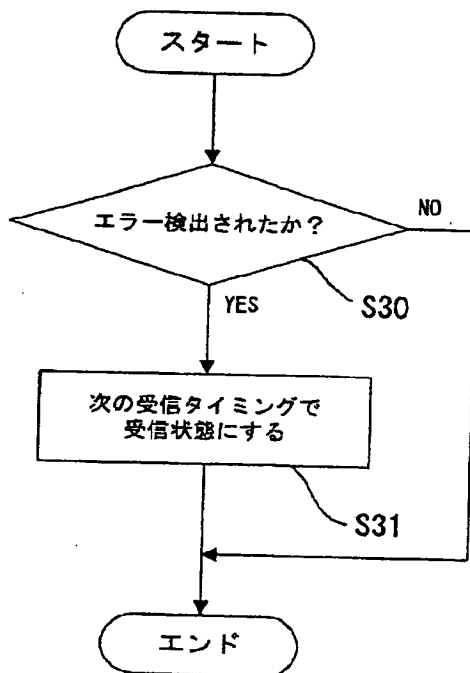 スタート
エラー検出されたか？
NO
S30
YES
次の受信タイミングで
受信状態にする
S31
エンド